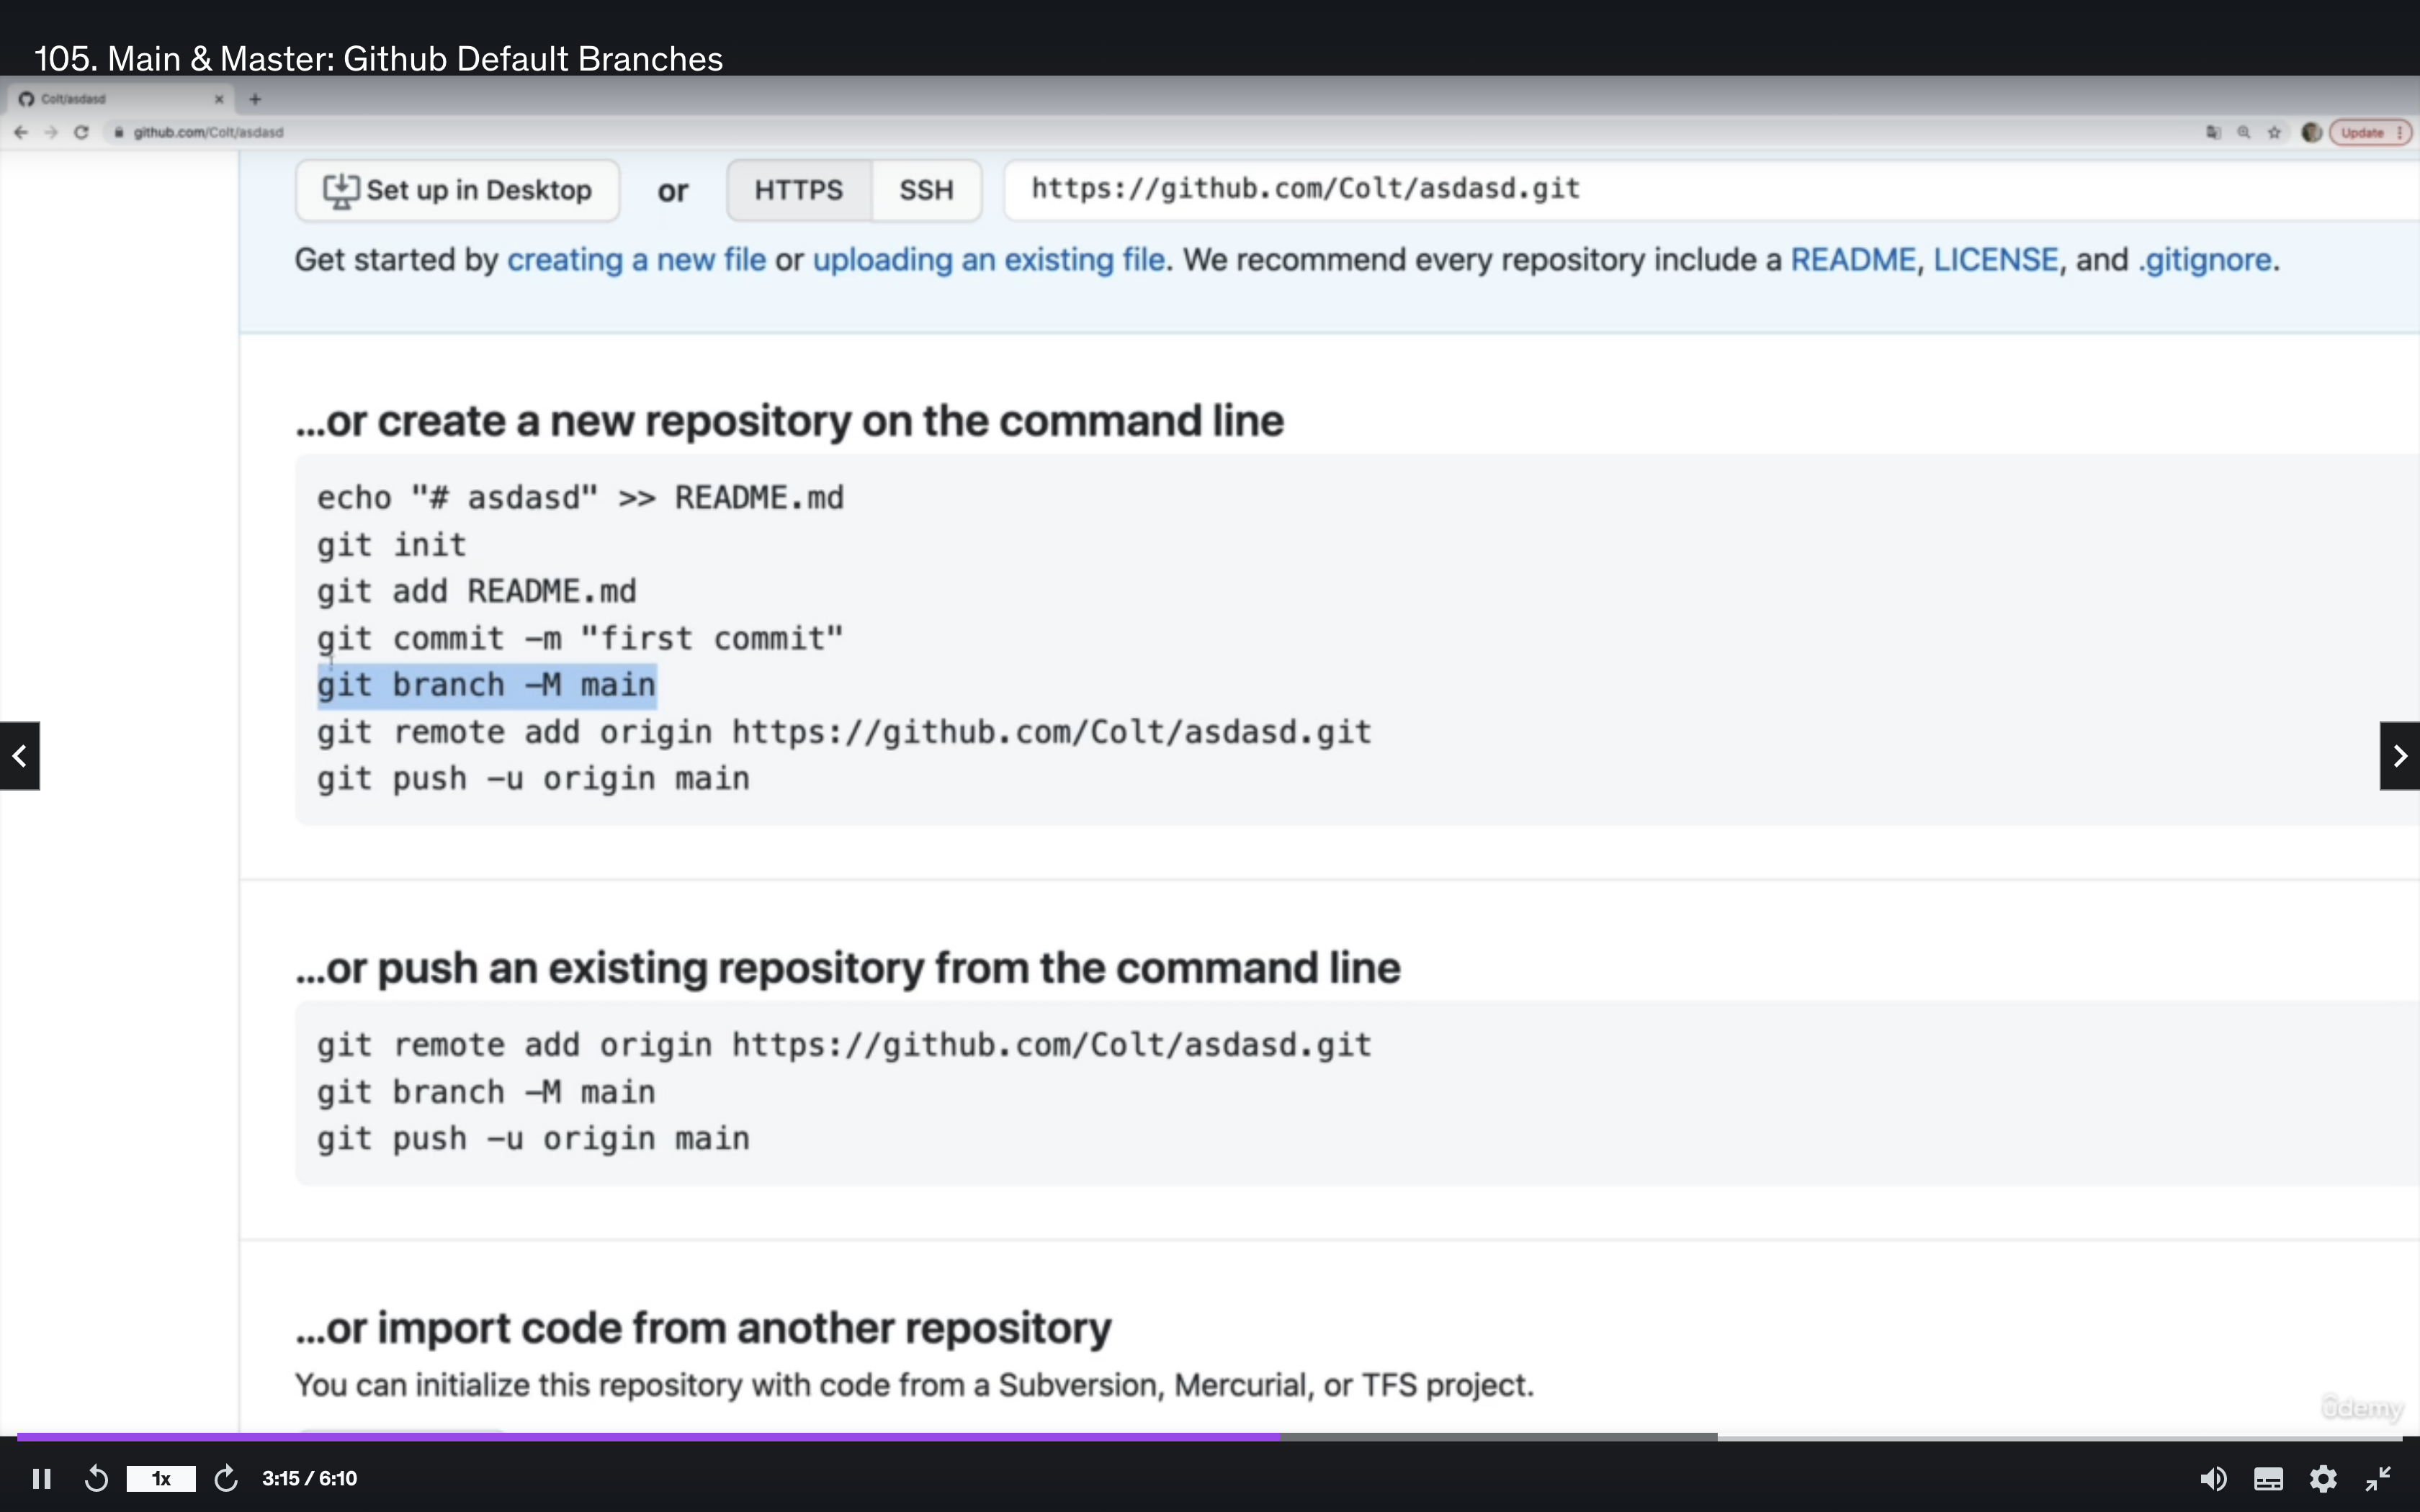 105. Main & Master: Github Default Branches
Colt/asdasd
github.com/Colt/asdasd
Update
Set up in Desktop or HTTPS SSH https://github.com/Colt/asdasd.git
Get started by creating a new file or uploading an existing file. We recommend every repository include a README, LICENSE, and .gitignore.
...or create a new repository on the command line
echo "# asdasd" >> README.md
git init
git add README.md
git commit -m "first commit"
git branch -M main
git remote add origin https://github.com/Colt/asdasd.git
git push -u origin main
...or push an existing repository from the command line
git remote add origin https://github.com/Colt/asdasd.git
git branch -M main
git push -u origin main
...or import code from another repository
You can initialize this repository with code from a Subversion, Mercurial, or TFS project.
ûdemy
1x 3:15 / 6:10